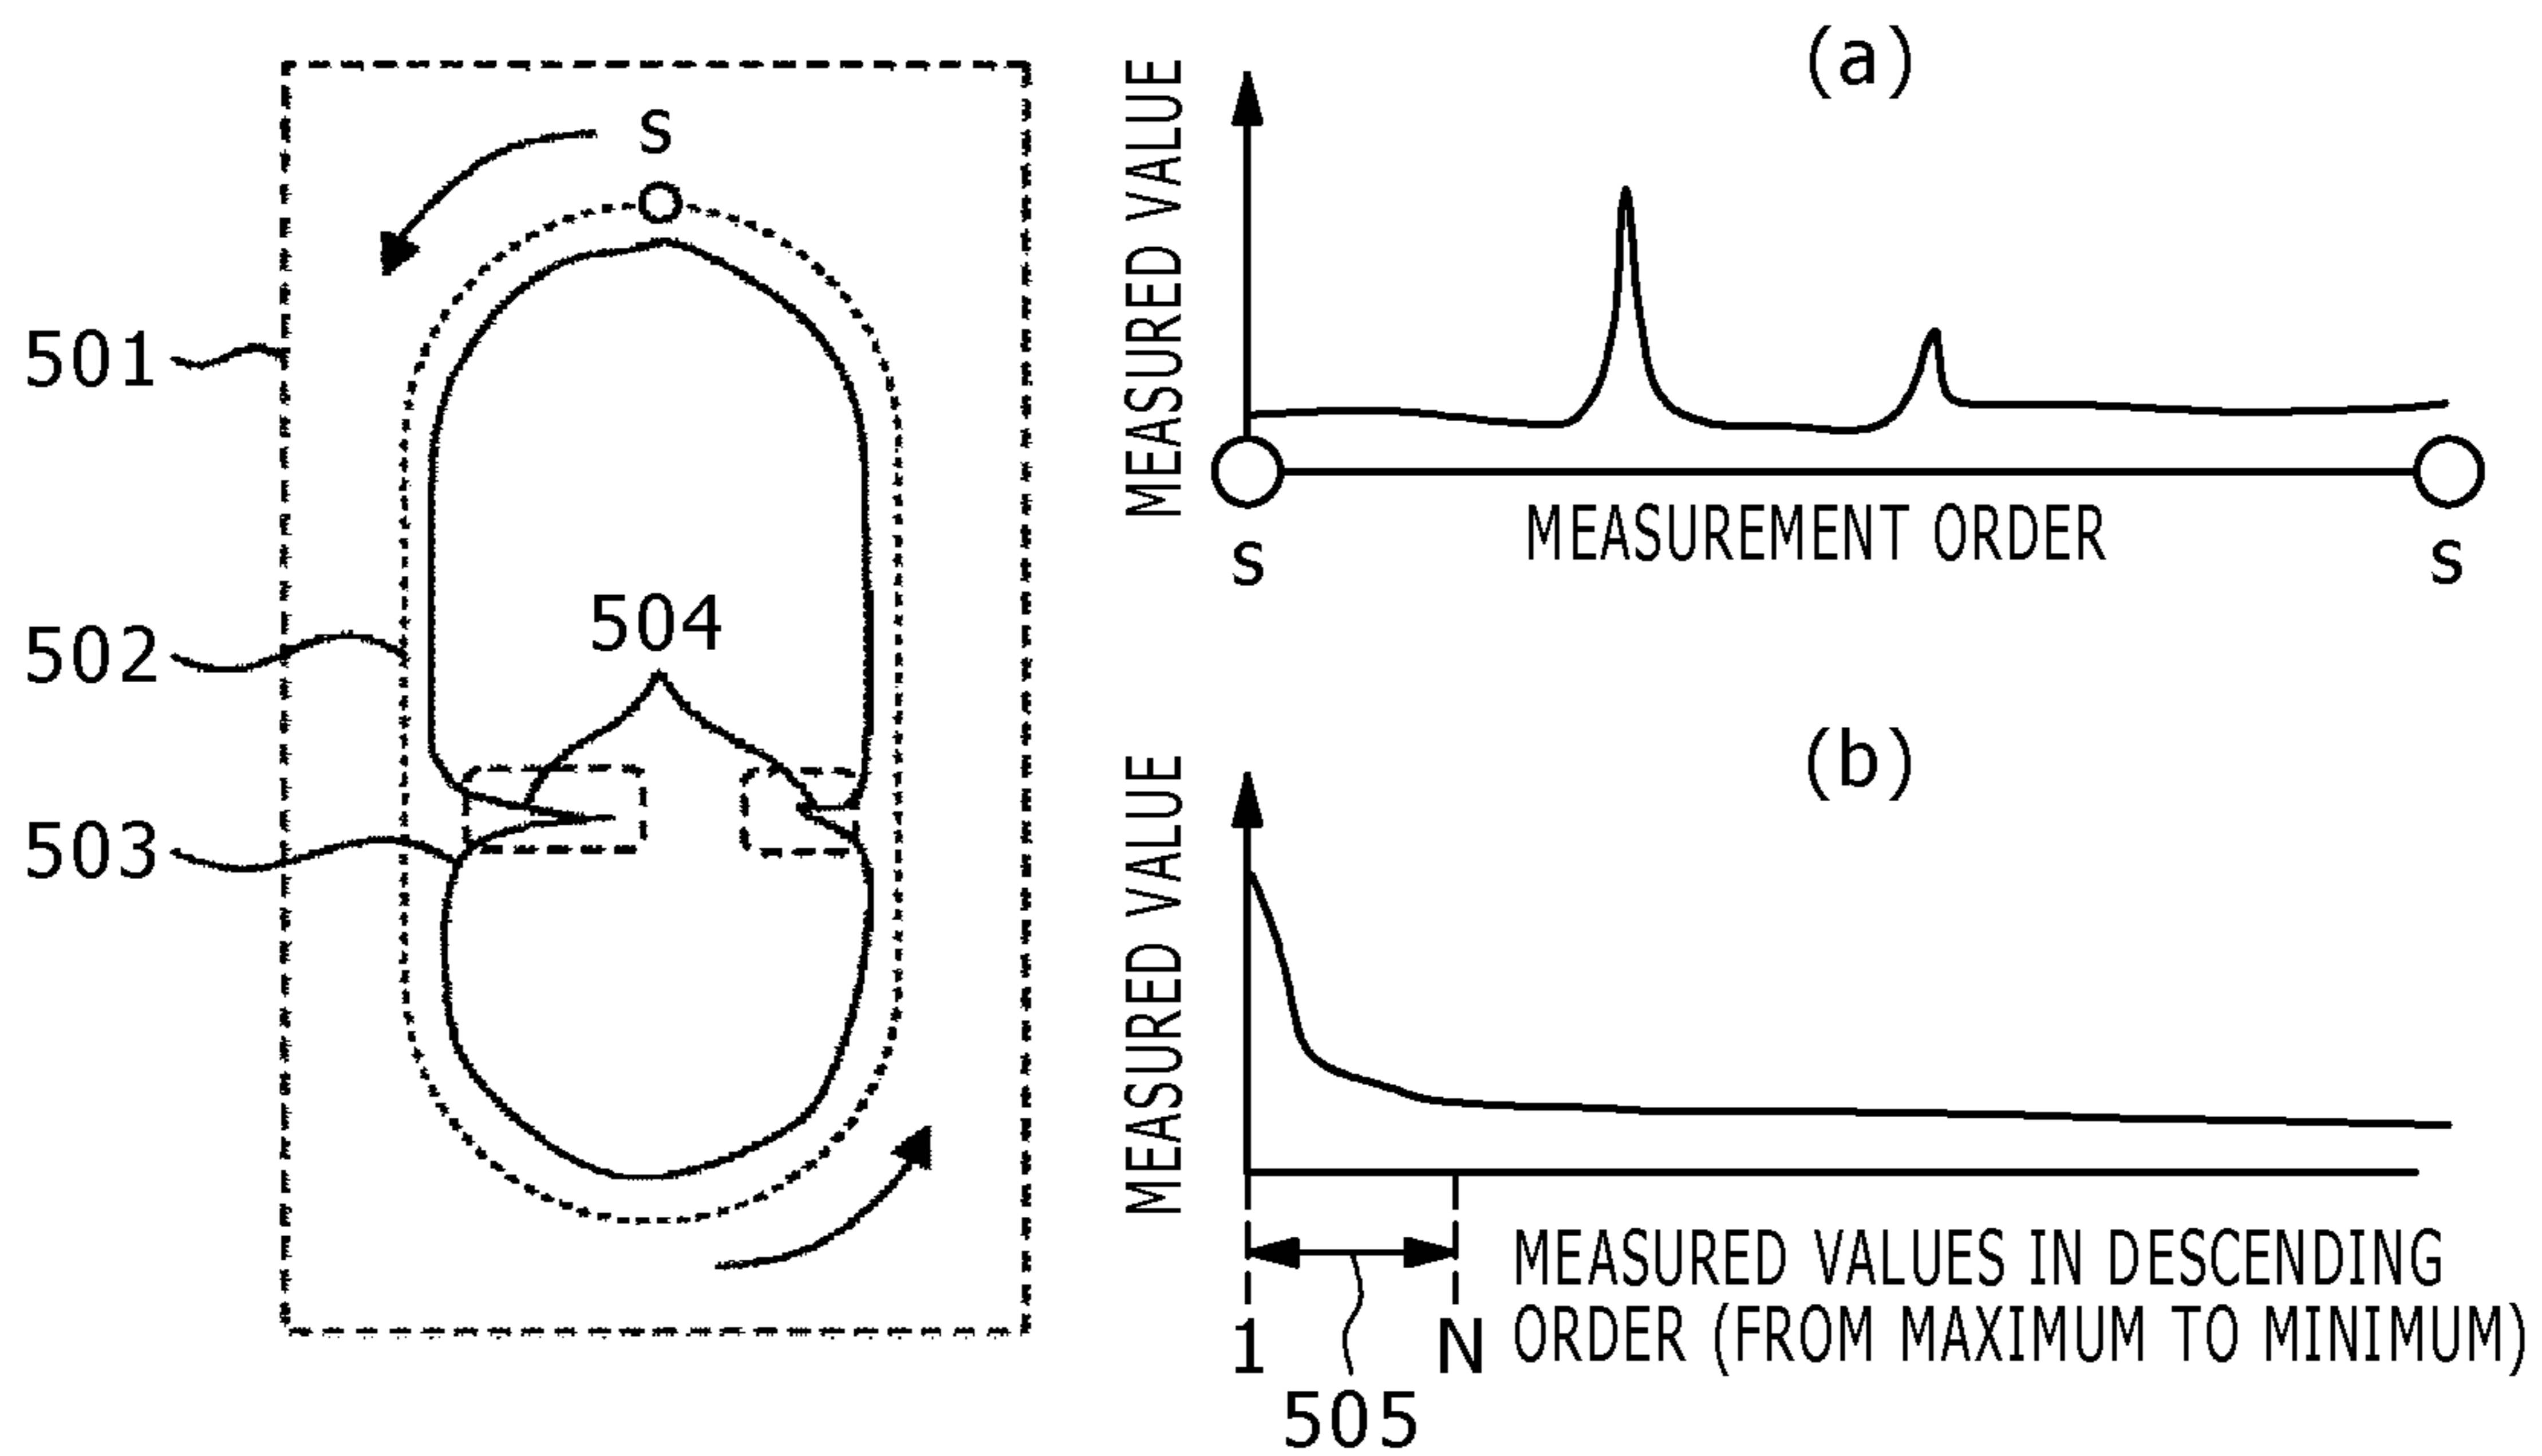 S
501
502
503
504
(a)
MEASURED VALUE
MEASUREMENT ORDER
S
S
(b)
MEASURED VALUE
1
N
505
MEASURED VALUES IN DESCENDING
ORDER (FROM MAXIMUM TO MINIMUM)